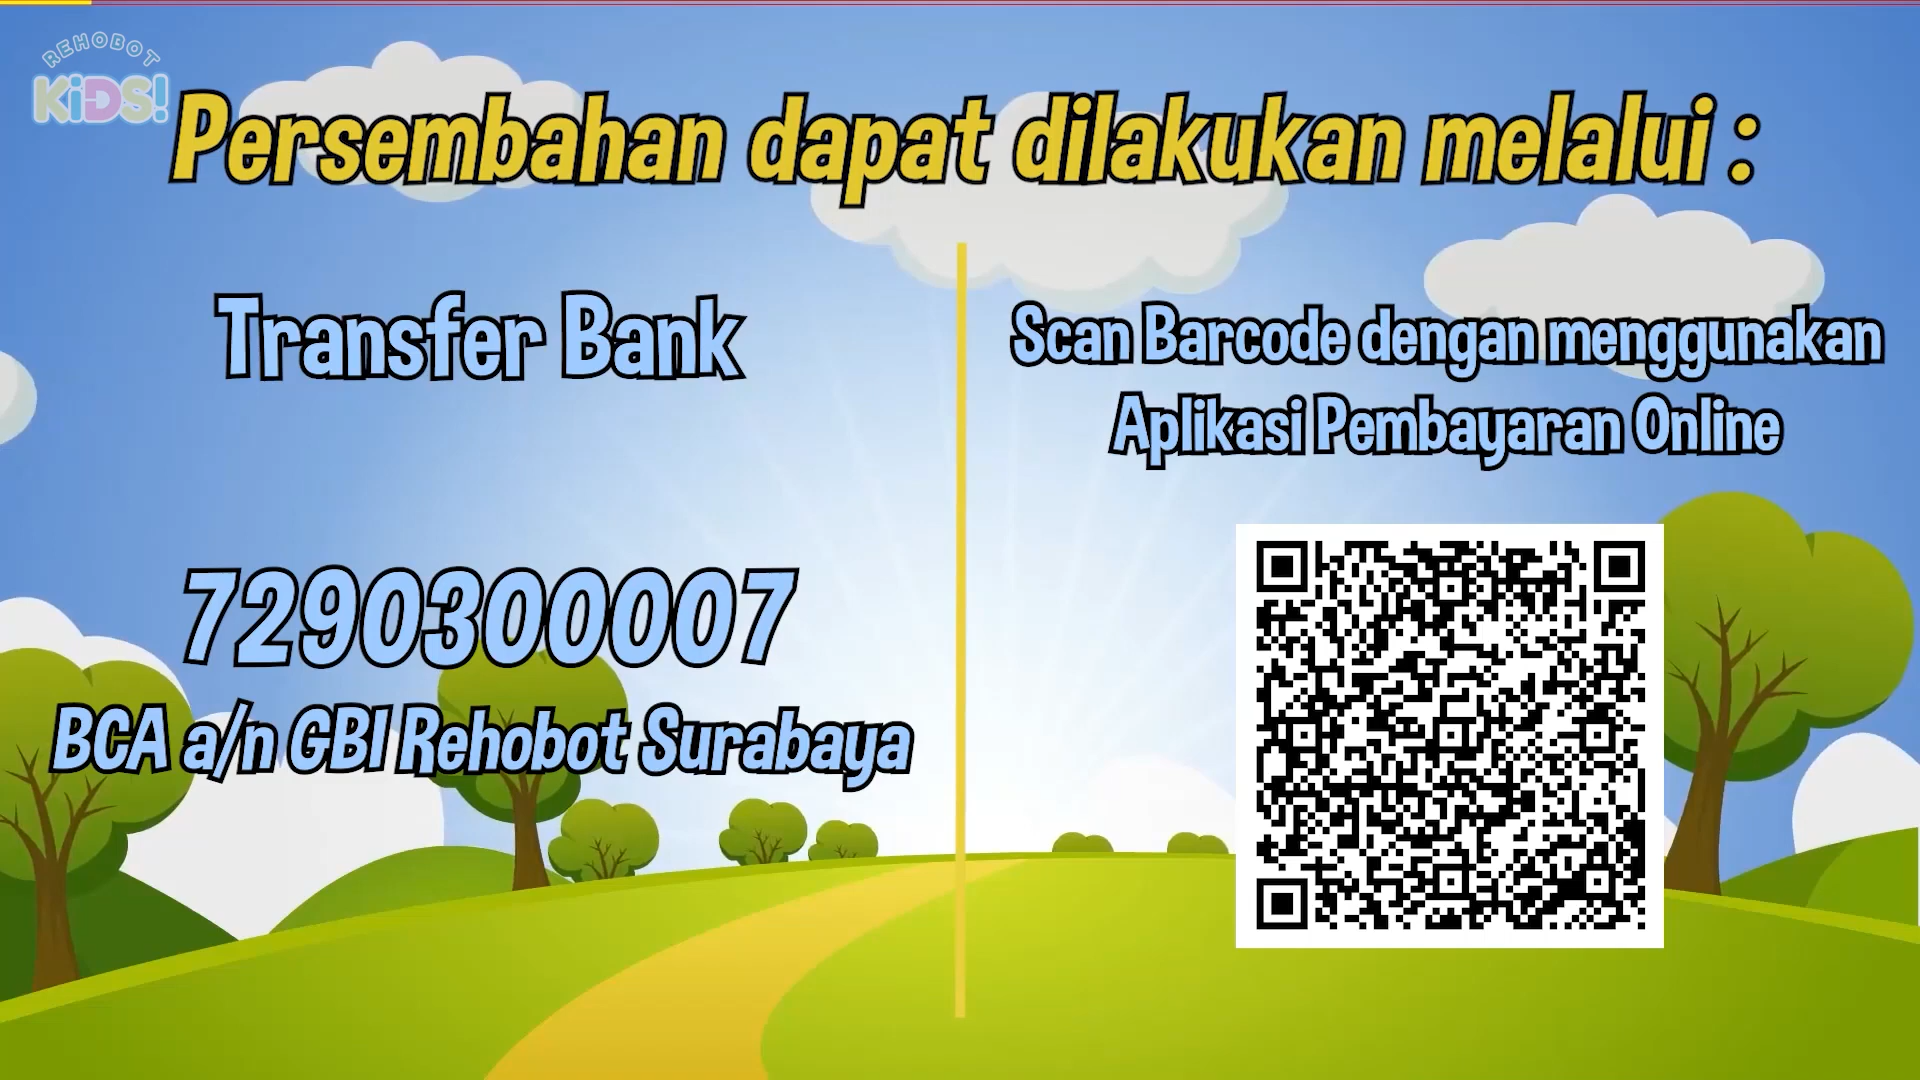 REHOBOT
KiDS!
Persembahan dapat dilakukan melalui :
Transfer Bank
7290300007
BCA a/n GBI Rehobot Surabaya
Scan Barcode dengan menggunakan
Aplikasi Pembayaran Online